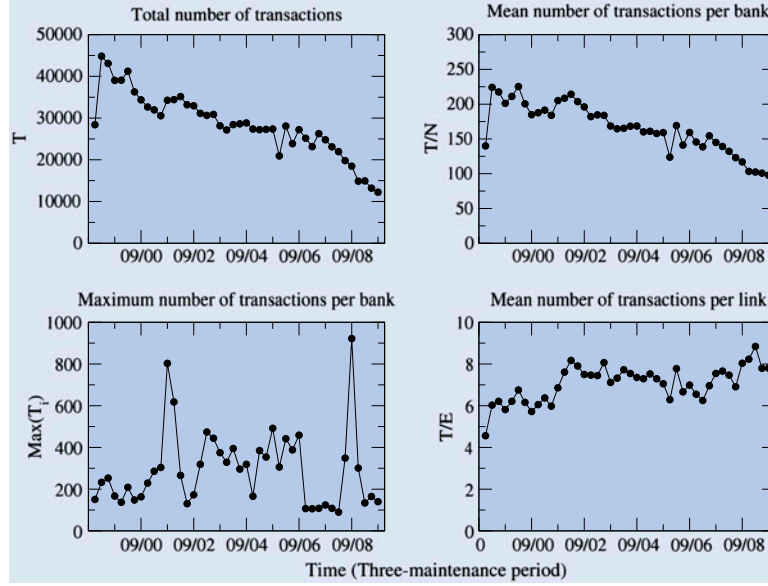 Total number of transactions
50000
40000
30000
20000
10000
0
T
09/00 09/02 09/04 09/06 09/08
Mean number of transactions per bank
300
250
200
150
100
50
0
T/N
09/00 09/02 09/04 09/06 09/08
Maximum number of transactions per bank
1000
800
600
400
200
0
Max(Ti)
09/00 09/02 09/04 09/06 09/08
Mean number of transactions per link
10
8
6
4
2
0
T/E
0 09/00 09/02 09/04 09/06 09/08
Time (Three-maintenance period)